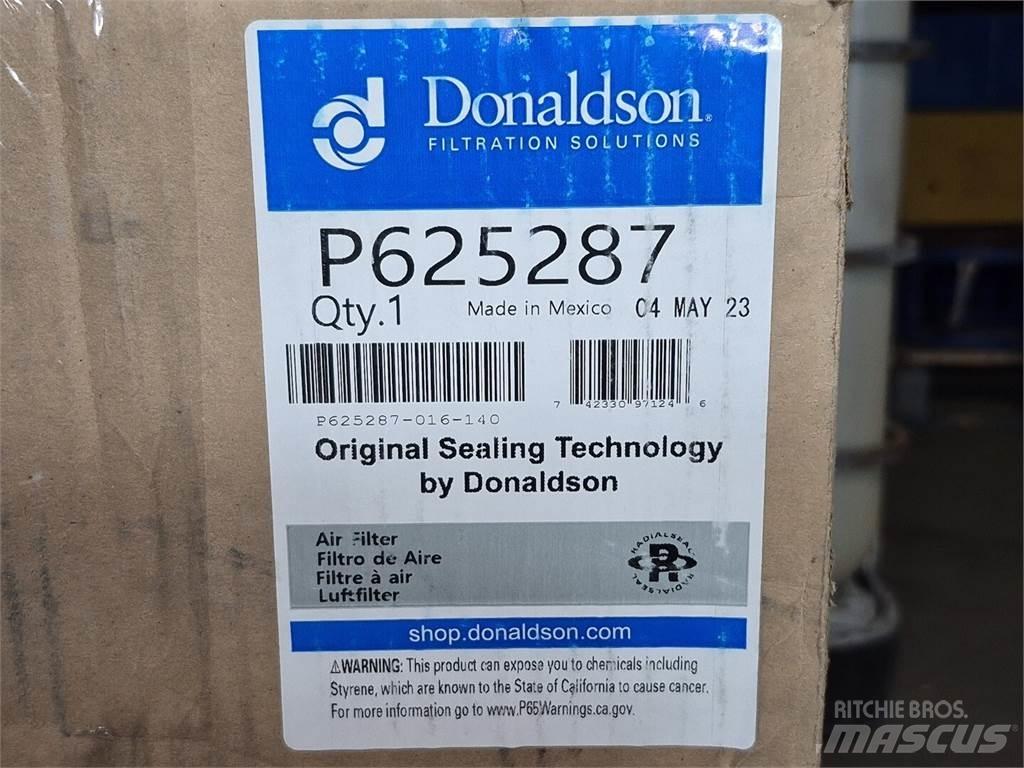 Donaldson®
FILTRATION SOLUTIONS
P625287
Qty.1 Made in Mexico 04 MAY 23
P625287-016-140
7 42330 97124 6
Original Sealing Technology
by Donaldson
Air Filter
Filtro de Aire
Filtre à air
Luftfilter
RADIALSEAL
RADIALSEAL
shop.donaldson.com
⚠WARNING: This product can expose you to chemicals including
Styrene, which are known to the State of California to cause cancer.
For more information go to www.P65Warnings.ca.gov.
RITCHIE BROS.
MASCUS